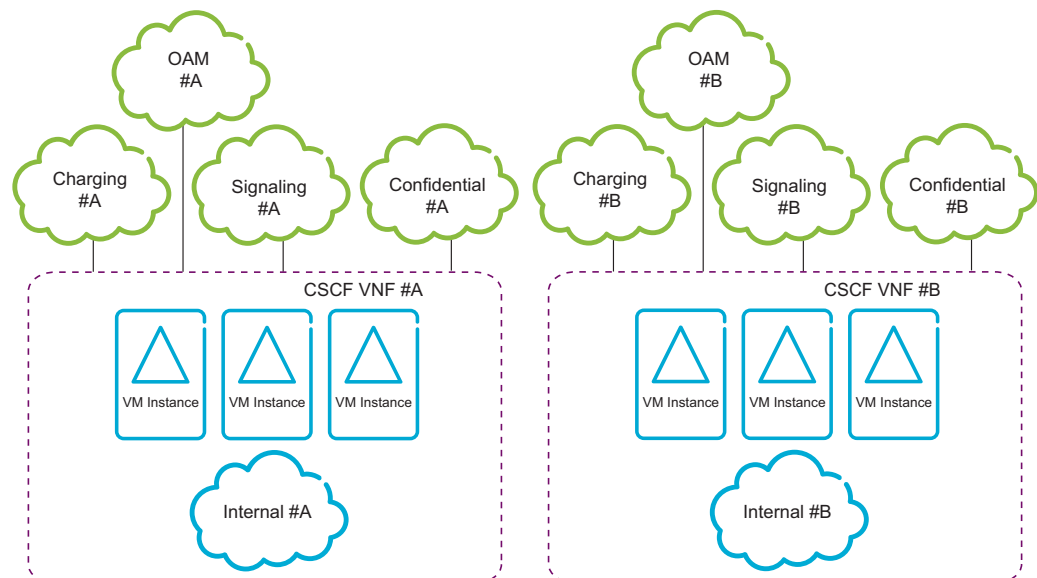 OAM
#A
OAM
#B
Charging
#A
Signaling
#A
Confidential
#A
Charging
#B
Signaling
#B
Confidential
#B
CSCF VNF #A
CSCF VNF #B
VM Instance
VM Instance
VM Instance
VM Instance
VM Instance
VM Instance
Internal #A
Internal #B